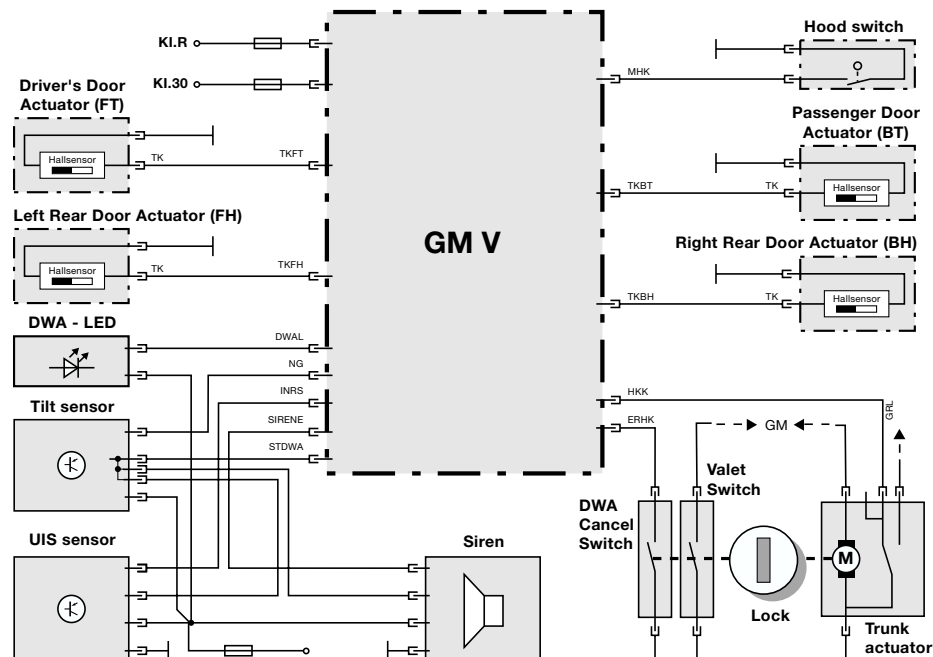 KI.R
KI.30
Driver's Door
Actuator (FT)
Hallsensor
TK
TKFT
Left Rear Door Actuator (FH)
Hallsensor
TK
TKFH
DWA - LED
DWAL
NG
INRS
SIRENE
STDWA
Tilt sensor
UIS sensor
Siren
GM V
Hood switch
MHK
Passenger Door
Actuator (BT)
TKBT
TK
Hallsensor
Right Rear Door Actuator (BH)
TKBH
TK
Hallsensor
HKK
ERHK
GM
GRL
Valet
Switch
DWA
Cancel
Switch
M
Lock
Trunk
actuator